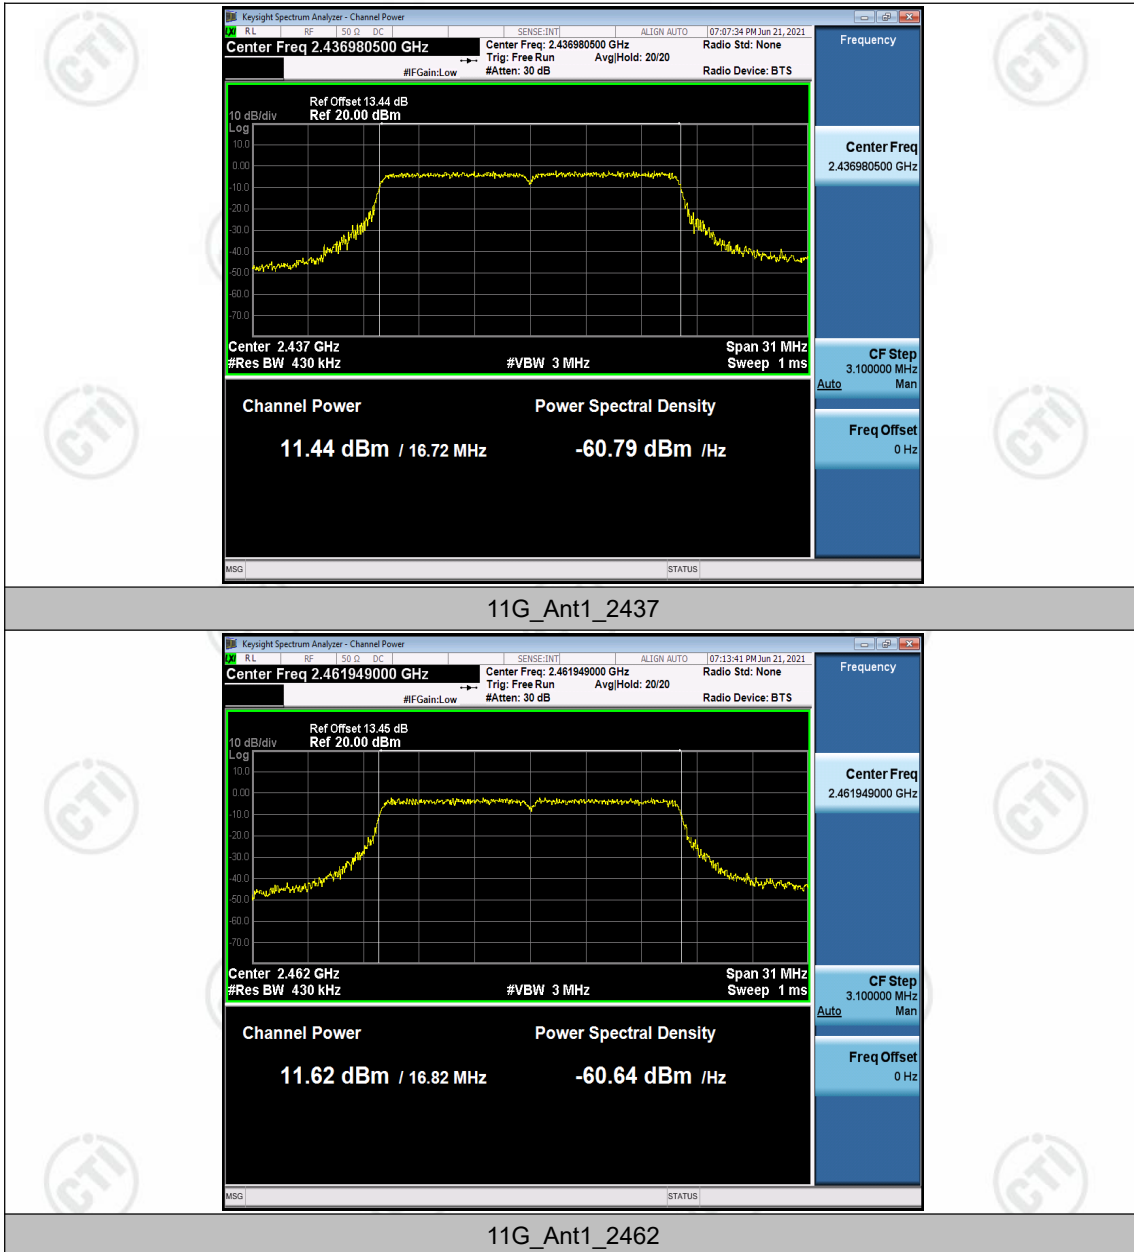 Keysight Spectrum Analyzer - Channel Power
LXI RL RF 50 Ω DC SENSE:INT ALIGN AUTO 07:07:34 PM Jun 21, 2021
Center Freq 2.436980500 GHz
Center Freq: 2.436980500 GHz Radio Std: None
Trig: Free Run Avg|Hold: 20/20
#IFGain:Low #Atten: 30 dB Radio Device: BTS
Ref Offset 13.44 dB
10 dB/div Ref 20.00 dBm
Log
10.0
0.00
-10.0
-20.0
-30.0
-40.0
-50.0
-60.0
-70.0
Center 2.437 GHz Span 31 MHz
#Res BW 430 kHz #VBW 3 MHz Sweep 1 ms
Channel Power Power Spectral Density
11.44 dBm / 16.72 MHz -60.79 dBm /Hz
MSG STATUS
Frequency
Center Freq
2.436980500 GHz
CF Step
3.100000 MHz
Auto Man
Freq Offset
0 Hz
11G_Ant1_2437
Keysight Spectrum Analyzer - Channel Power
LXI RL RF 50 Ω DC SENSE:INT ALIGN AUTO 07:13:41 PM Jun 21, 2021
Center Freq 2.461949000 GHz
Center Freq: 2.461949000 GHz Radio Std: None
Trig: Free Run Avg|Hold: 20/20
#IFGain:Low #Atten: 30 dB Radio Device: BTS
Ref Offset 13.45 dB
10 dB/div Ref 20.00 dBm
Log
10.0
0.00
-10.0
-20.0
-30.0
-40.0
-50.0
-60.0
-70.0
Center 2.462 GHz Span 31 MHz
#Res BW 430 kHz #VBW 3 MHz Sweep 1 ms
Channel Power Power Spectral Density
11.62 dBm / 16.82 MHz -60.64 dBm /Hz
MSG STATUS
Frequency
Center Freq
2.461949000 GHz
CF Step
3.100000 MHz
Auto Man
Freq Offset
0 Hz
11G_Ant1_2462
CTI
CTI
CTI
CTI
CTI
CTI
CTI
CTI